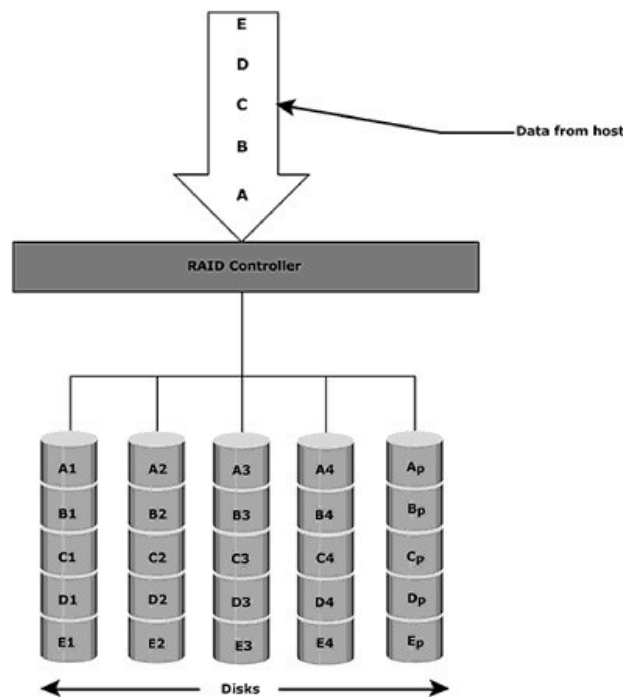 E
D
C
B
A
Data from host
RAID Controller
A1 A2 A3 A4 Ap
B1 B2 B3 B4 Bp
C1 C2 C3 C4 Cp
D1 D2 D3 D4 Dp
E1 E2 E3 E4 Ep
Disks